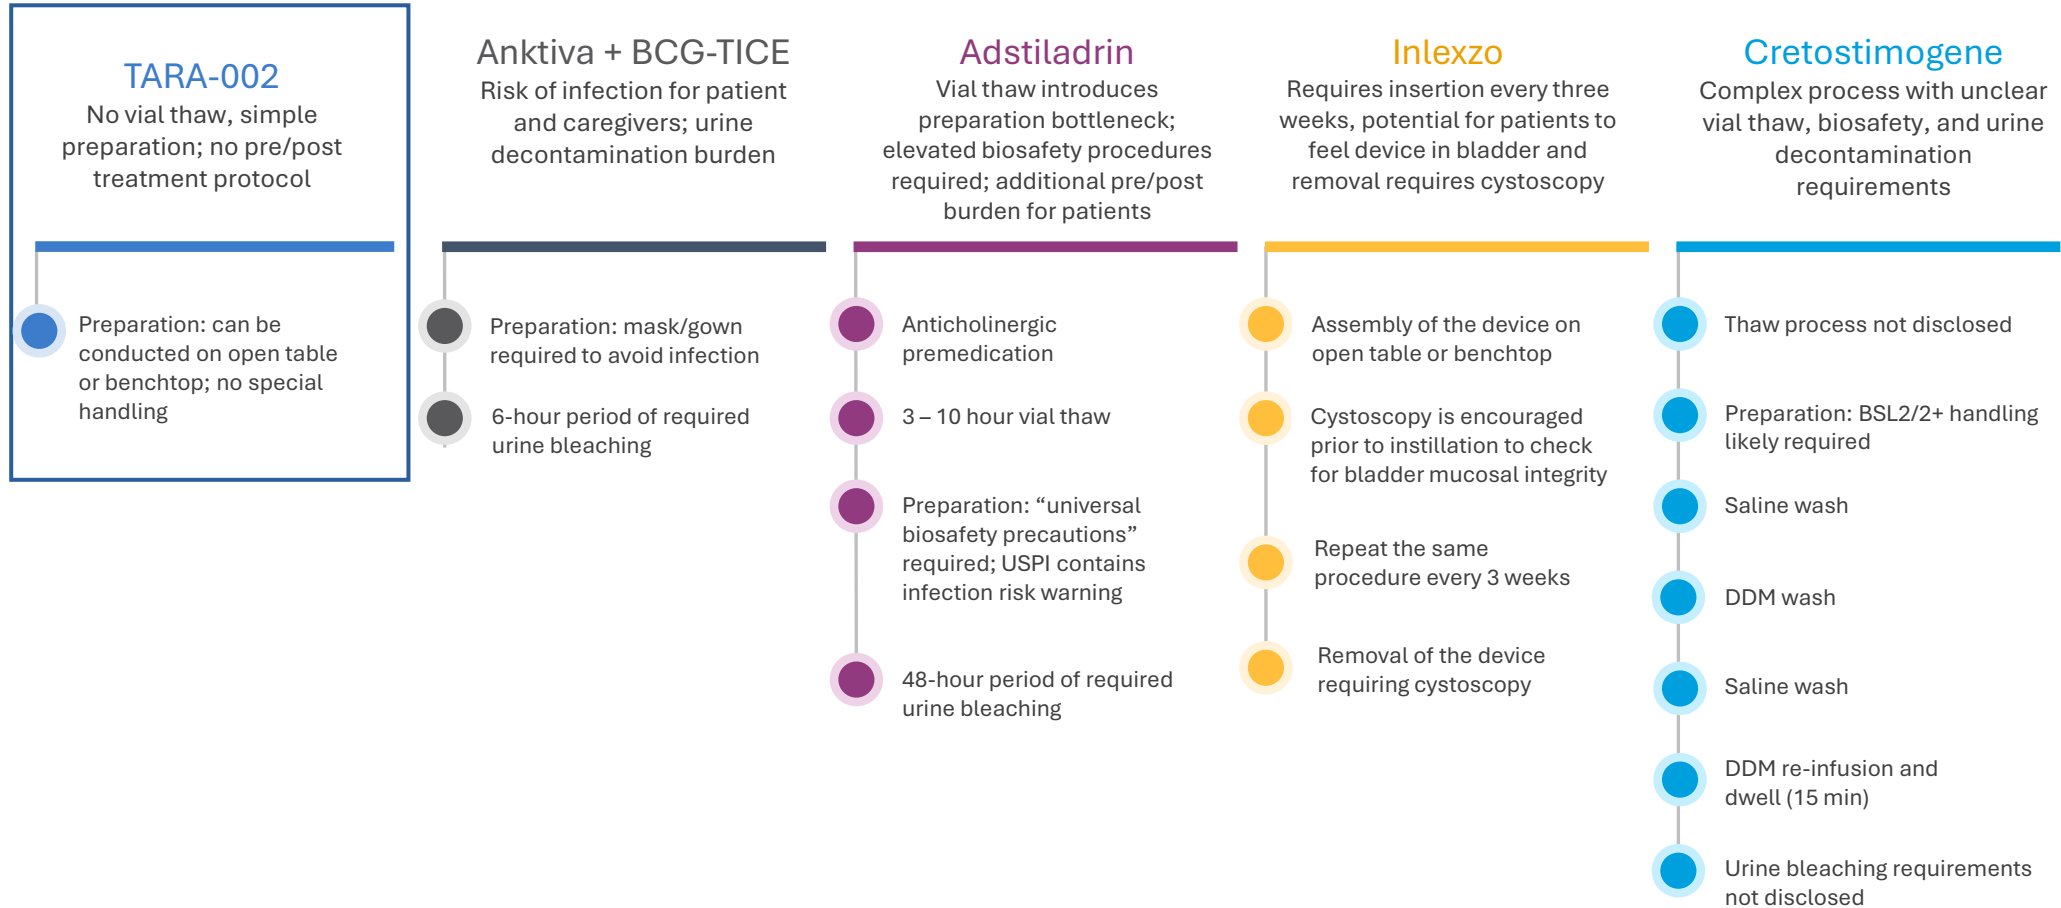 TARA-002
No vial thaw, simple
preparation; no pre/post
treatment protocol
Preparation: can be
conducted on open table
or benchtop; no special
handling
Anktiva + BCG-TICE
Risk of infection for patient
and caregivers; urine
decontamination burden
Preparation: mask/gown
required to avoid infection
6-hour period of required
urine bleaching
Adstiladrin
Vial thaw introduces
preparation bottleneck;
elevated biosafety procedures
required; additional pre/post
burden for patients
Anticholinergic
premedication
3 – 10 hour vial thaw
Preparation: “universal
biosafety precautions”
required; USPI contains
infection risk warning
48-hour period of required
urine bleaching
Inlexzo
Requires insertion every three
weeks, potential for patients to
feel device in bladder and
removal requires cystoscopy
Assembly of the device on
open table or benchtop
Cystoscopy is encouraged
prior to instillation to check
for bladder mucosal integrity
Repeat the same
procedure every 3 weeks
Removal of the device
requiring cystoscopy
Cretostimogene
Complex process with unclear
vial thaw, biosafety, and urine
decontamination
requirements
Thaw process not disclosed
Preparation: BSL2/2+ handling
likely required
Saline wash
DDM wash
Saline wash
DDM re-infusion and
dwell (15 min)
Urine bleaching requirements
not disclosed